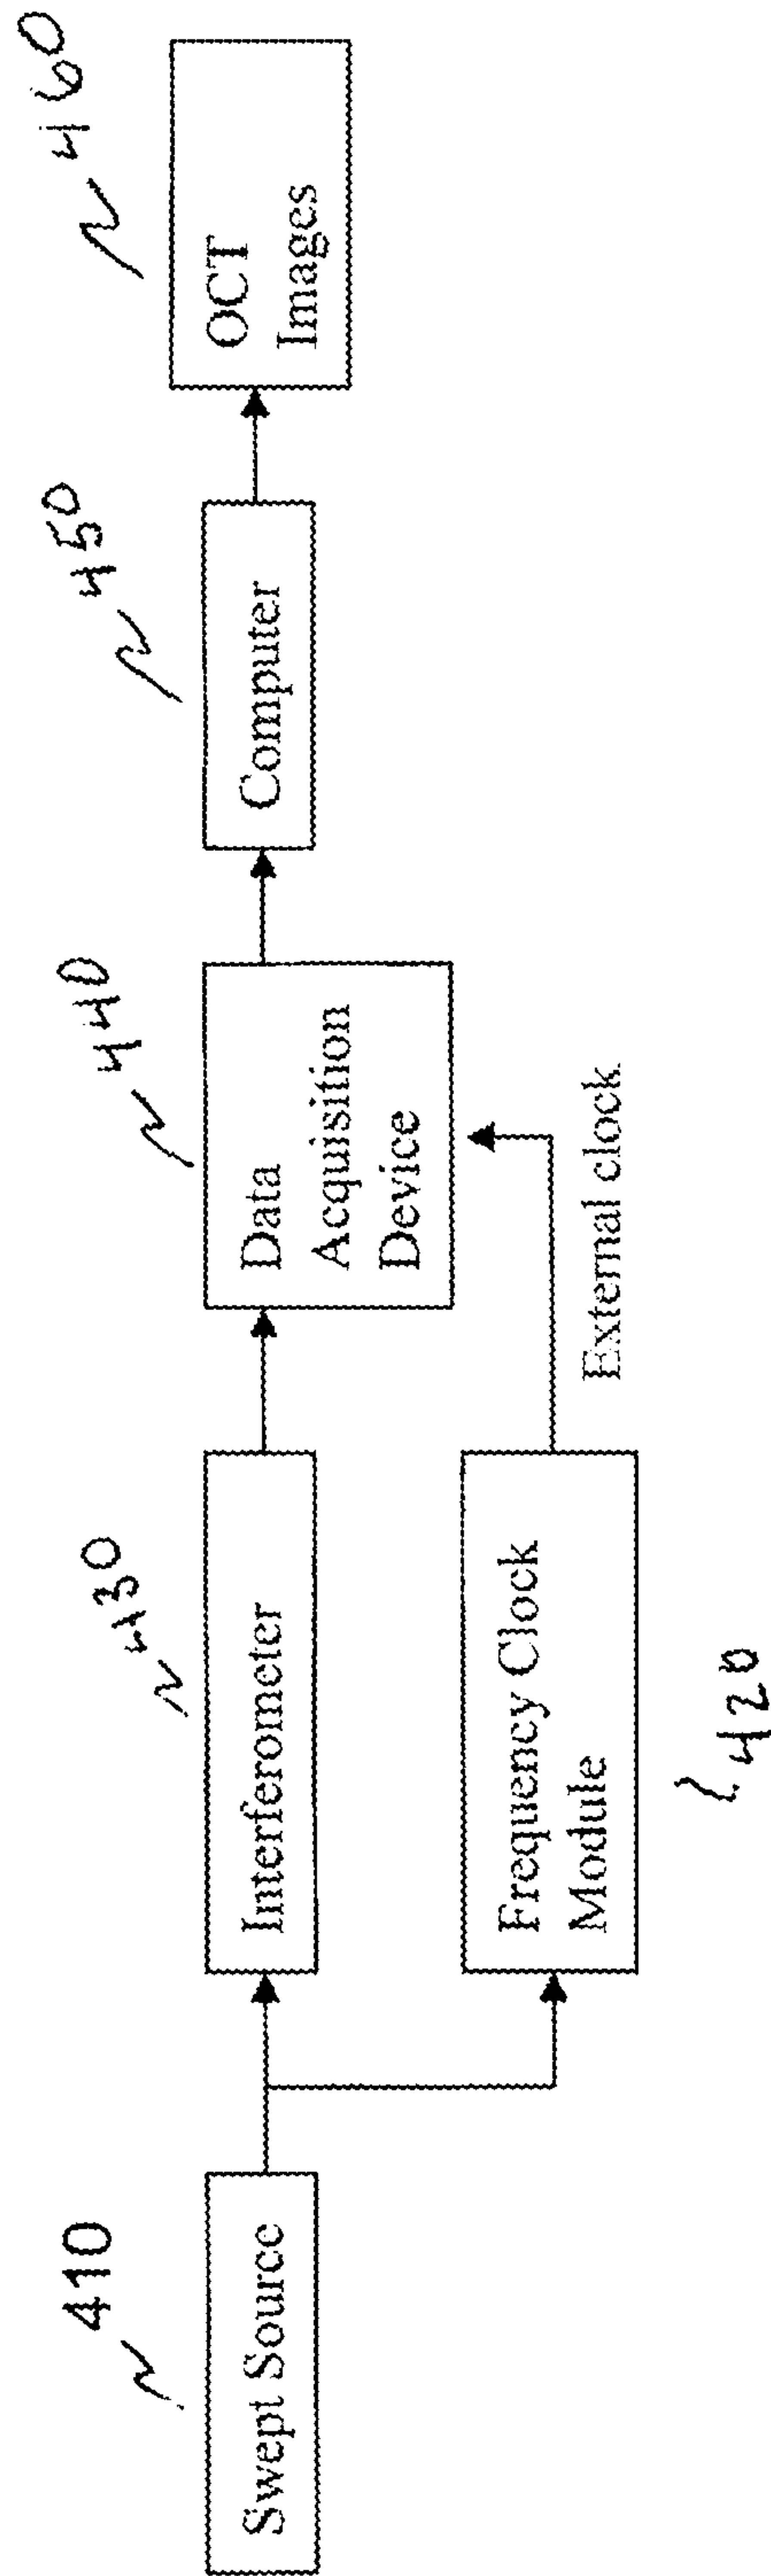 410
Swept Source
430
Interferometer
Frequency Clock
Module
420
External clock
440
Data
Acquisition
Device
450
Computer
460
OCT
Images